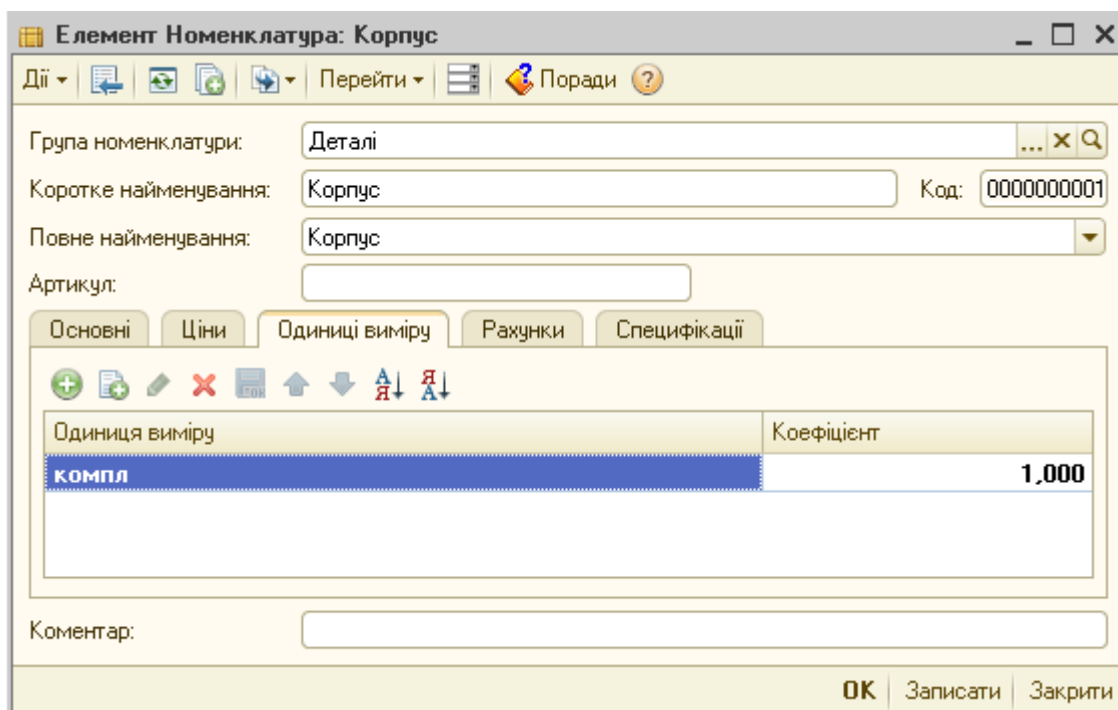 Елемент Номенклатура: Корпус
Дії Перейти Поради ?
Група номенклатури: Деталі ...
Коротке найменування: Корпус Код: 0000000001
Повне найменування: Корпус
Артикул:
Основні Ціни Одиниці виміру Рахунки Специфікації
Одиниця виміру Коефіцієнт
компл 1,000
Коментар:
ОК Записати Закрити